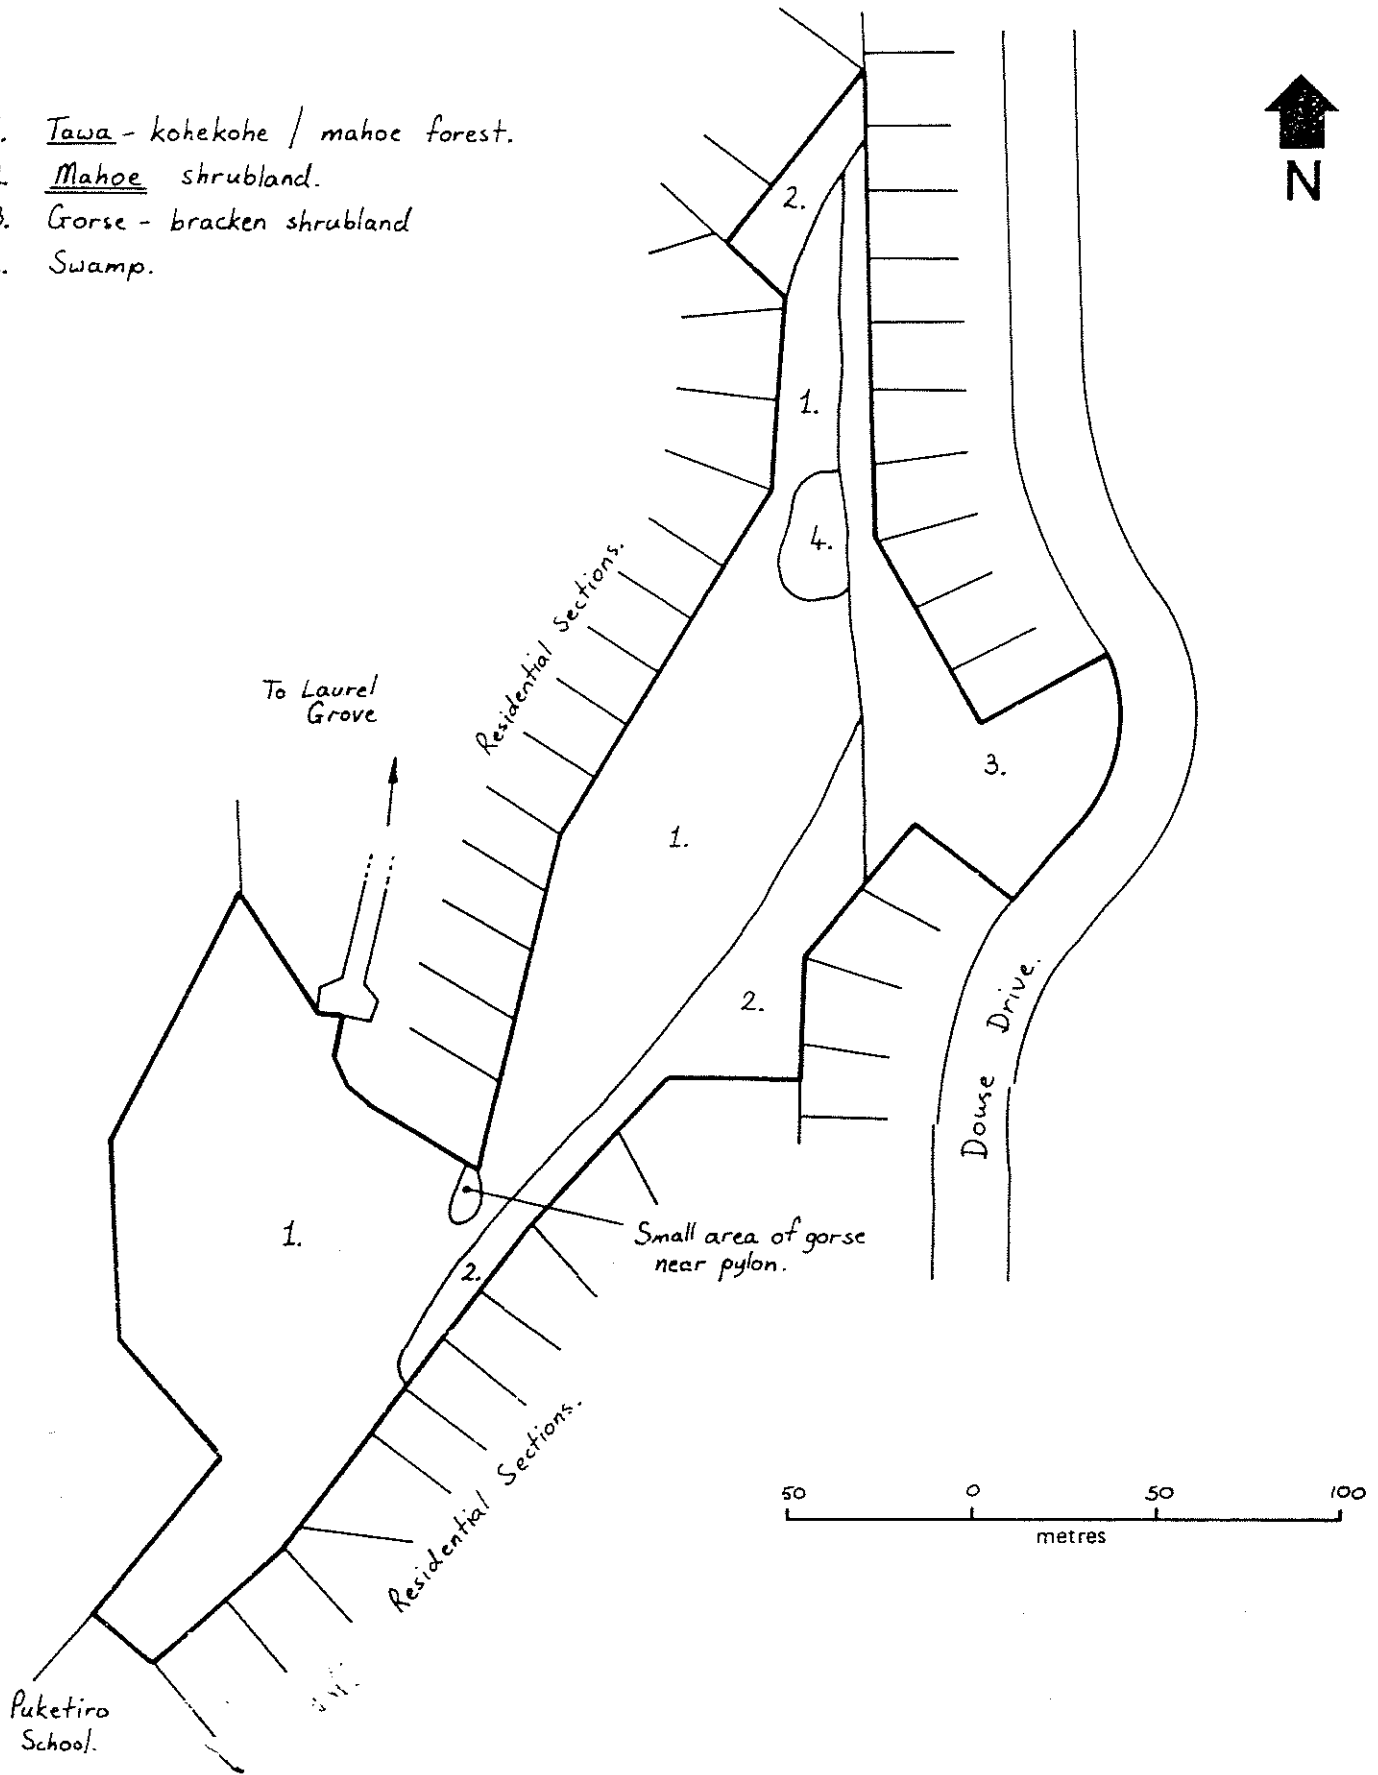 . Tawa - kohekohe / mahoe forest.
. Mahoe shrubland.
3. Gorse - bracken shrubland
. Swamp.
N
2.
1.
4.
Residential Sections.
To Laurel
Grove
3.
1.
2.
Douse Drive.
1.
Small area of gorse
near pylon.
2.
Residential Sections.
50 0 50 100
metres
Puketiro
School.